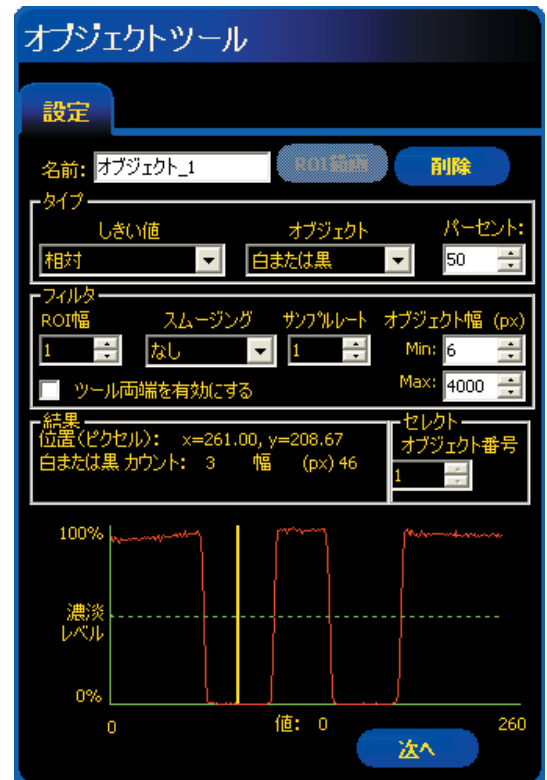 オブジェクトツール
設定
名前: オブジェクト_1 ROI描画 削除
タイプ
しきい値 オブジェクト パーセント:
相対 白または黒 50
フィルタ
ROI幅 スムージング サンプルレート オブジェクト幅 (px)
1 なし 1 Min: 6
ツール両端を有効にする Max: 4000
結果 セレクト
位置(ピクセル): x=261.00, y=208.67 オブジェクト番号
白または黒 カウント: 3 幅 (px) 46 1
100%
濃淡
レベル
0%
0 値: 0 260
次へ